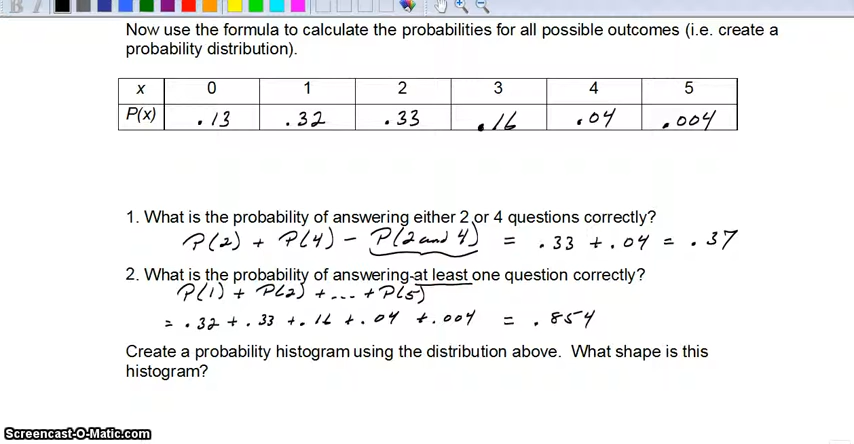 Now use the formula to calculate the probabilities for all possible outcomes (i.e. create a
probability distribution).
x 0 1 2 3 4 5
P(x) .13 .32 .33 .16 .04 .004
1. What is the probability of answering either 2 or 4 questions correctly?
P(2) + P(4) - P(2 and 4) = .33 + .04 = .37
2. What is the probability of answering at least one question correctly?
P(1) + P(2) + ... + P(5)
= .32 + .33 + .16 + .04 + .004 = .854
Create a probability histogram using the distribution above. What shape is this
histogram?
Screencast-O-Matic.com